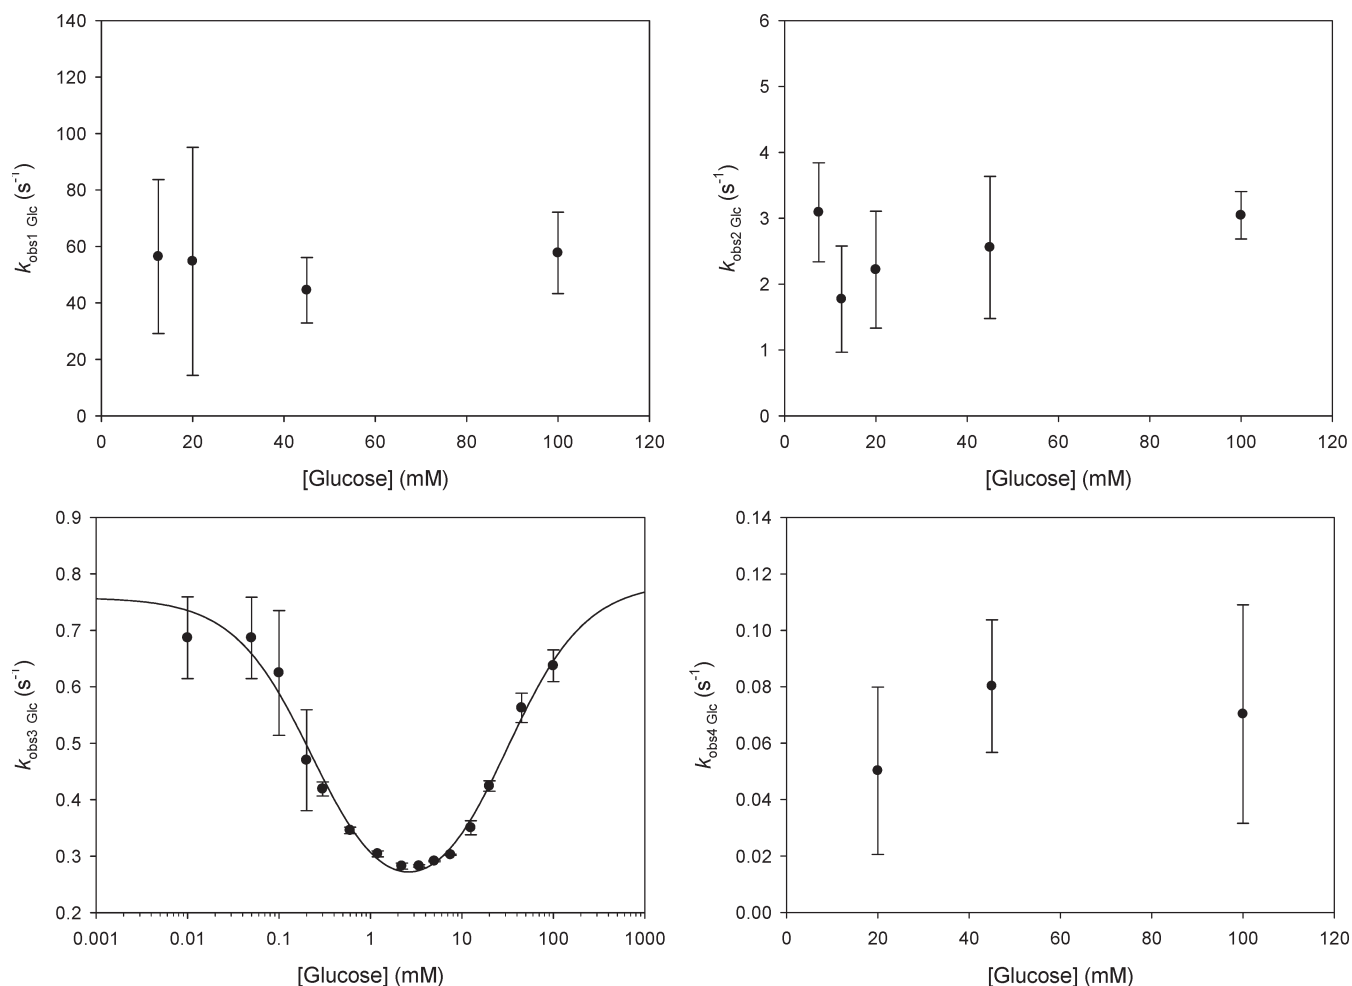 140
120
100
80
60
40
20
0
k obs1 Glc (s-1)
0 20 40 60 80 100 120
[Glucose] (mM)
6
5
4
3
2
1
0
k obs2 Glc (s-1)
0 20 40 60 80 100 120
[Glucose] (mM)
0.9
0.8
0.7
0.6
0.5
0.4
0.3
0.2
k obs3 Glc (s-1)
0.001 0.01 0.1 1 10 100 1000
[Glucose] (mM)
0.14
0.12
0.10
0.08
0.06
0.04
0.02
0.00
k obs4 Glc (s-1)
0 20 40 60 80 100 120
[Glucose] (mM)